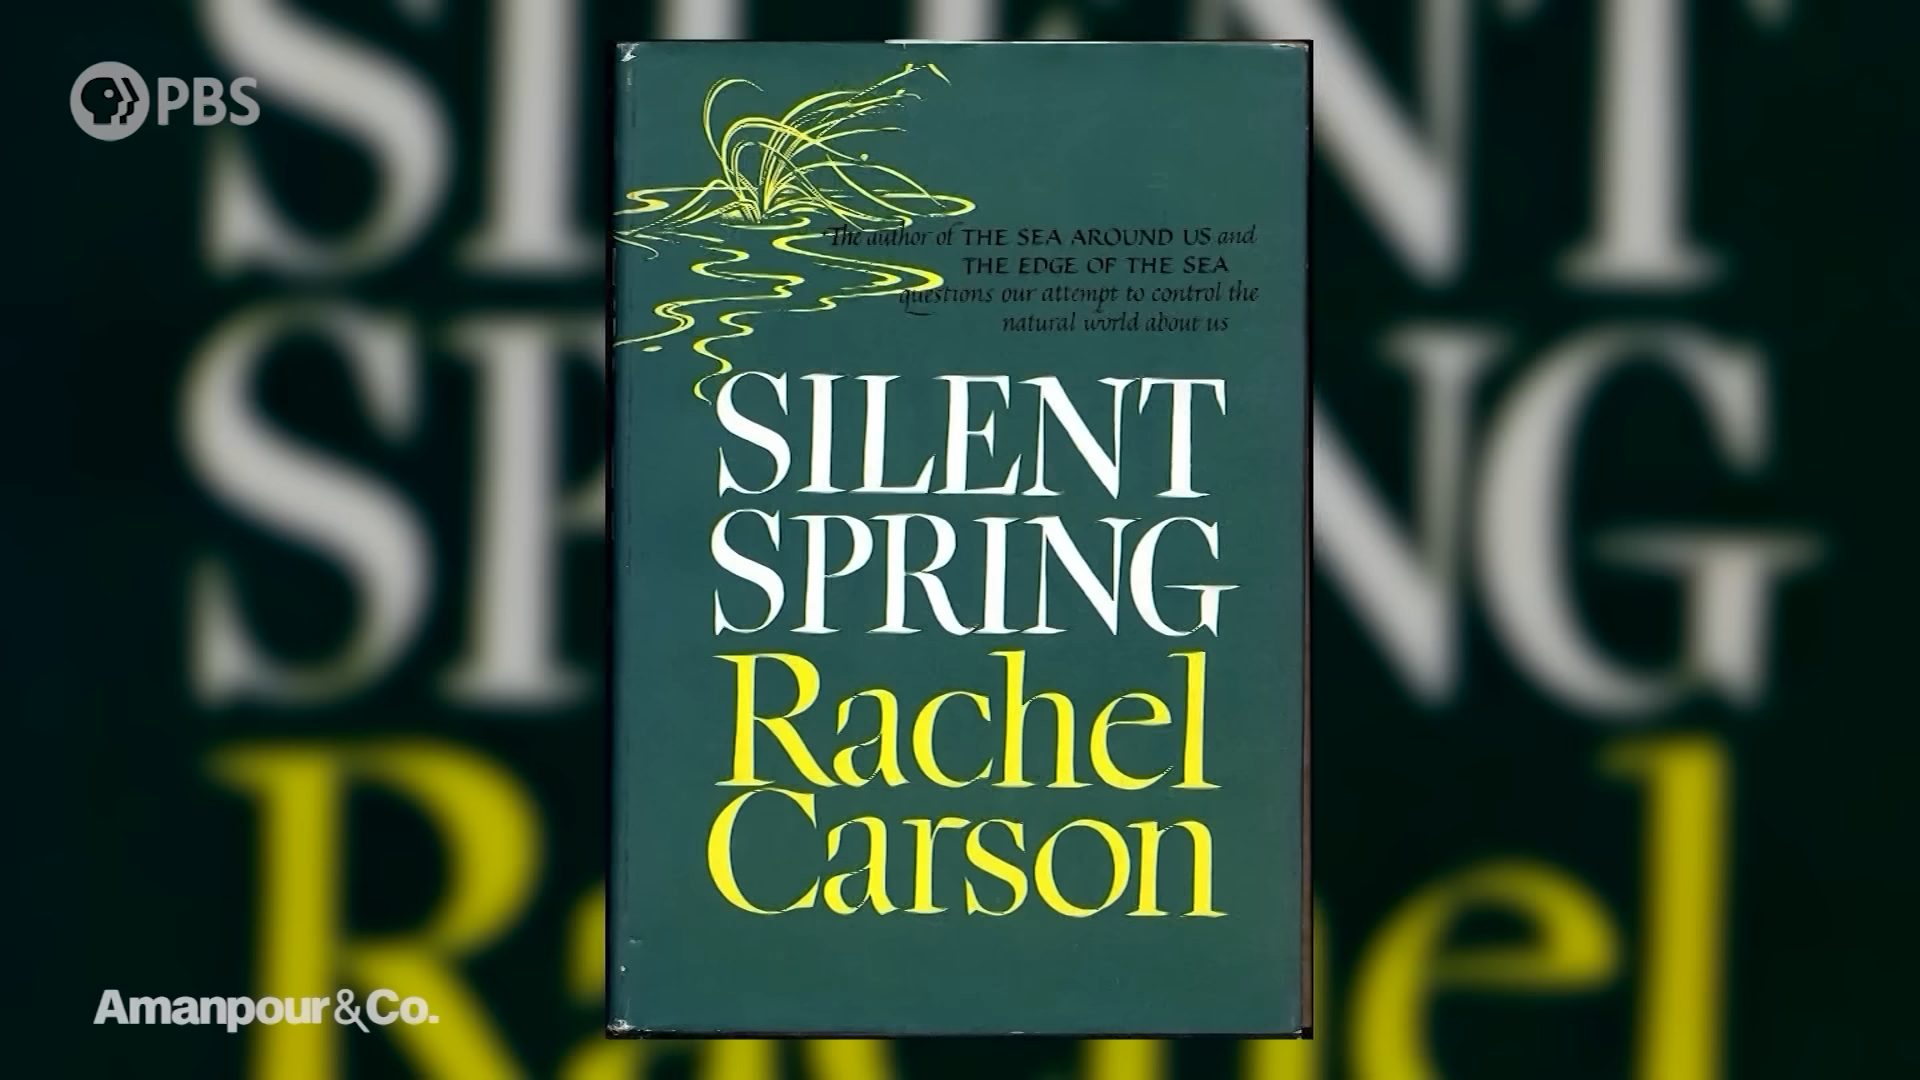 PBS
The author of THE SEA AROUND US and
THE EDGE OF THE SEA
questions our attempt to control the
natural world about us
SILENT
SPRING
Rachel
Carson
Amanpour&Co.